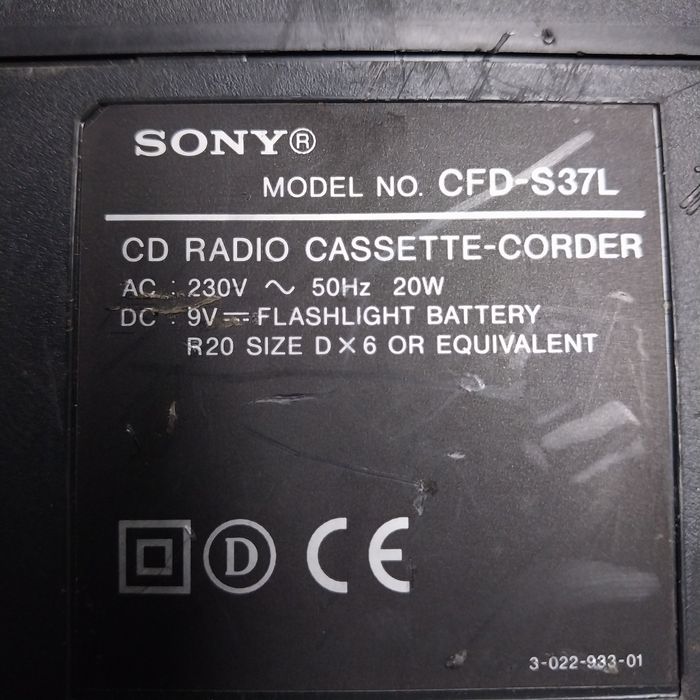 SONY®
MODEL NO. CFD-S37L
CD RADIO CASSETTE-CORDER
AC : 230V ～ 50Hz 20W
DC : 9V ⎓ FLASHLIGHT BATTERY
R20 SIZE D×6 OR EQUIVALENT
D CE
3-022-933-01